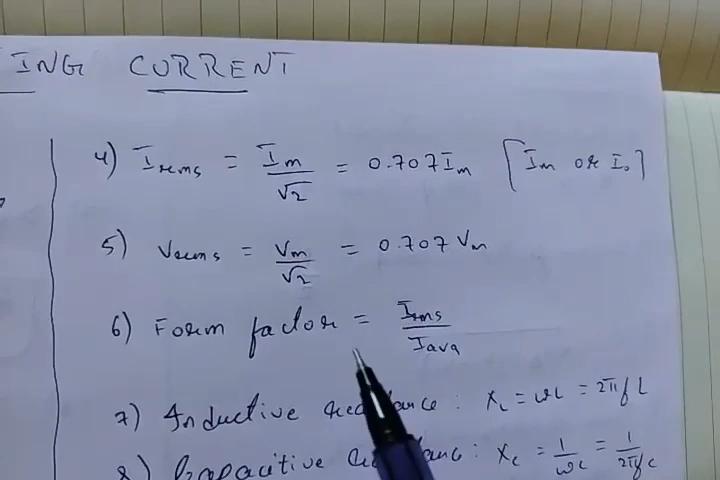 ING CURRENT
4) Irms = Im/√2 = 0.707 Im [Im or I₀]
5) Vrms = Vm/√2 = 0.707 Vm
6) Form factor = Irms/Iavg
7) Inductive : XL = ωL = 2πfL
8) Capacitive : Xc = 1/ωc = 1/2πfc